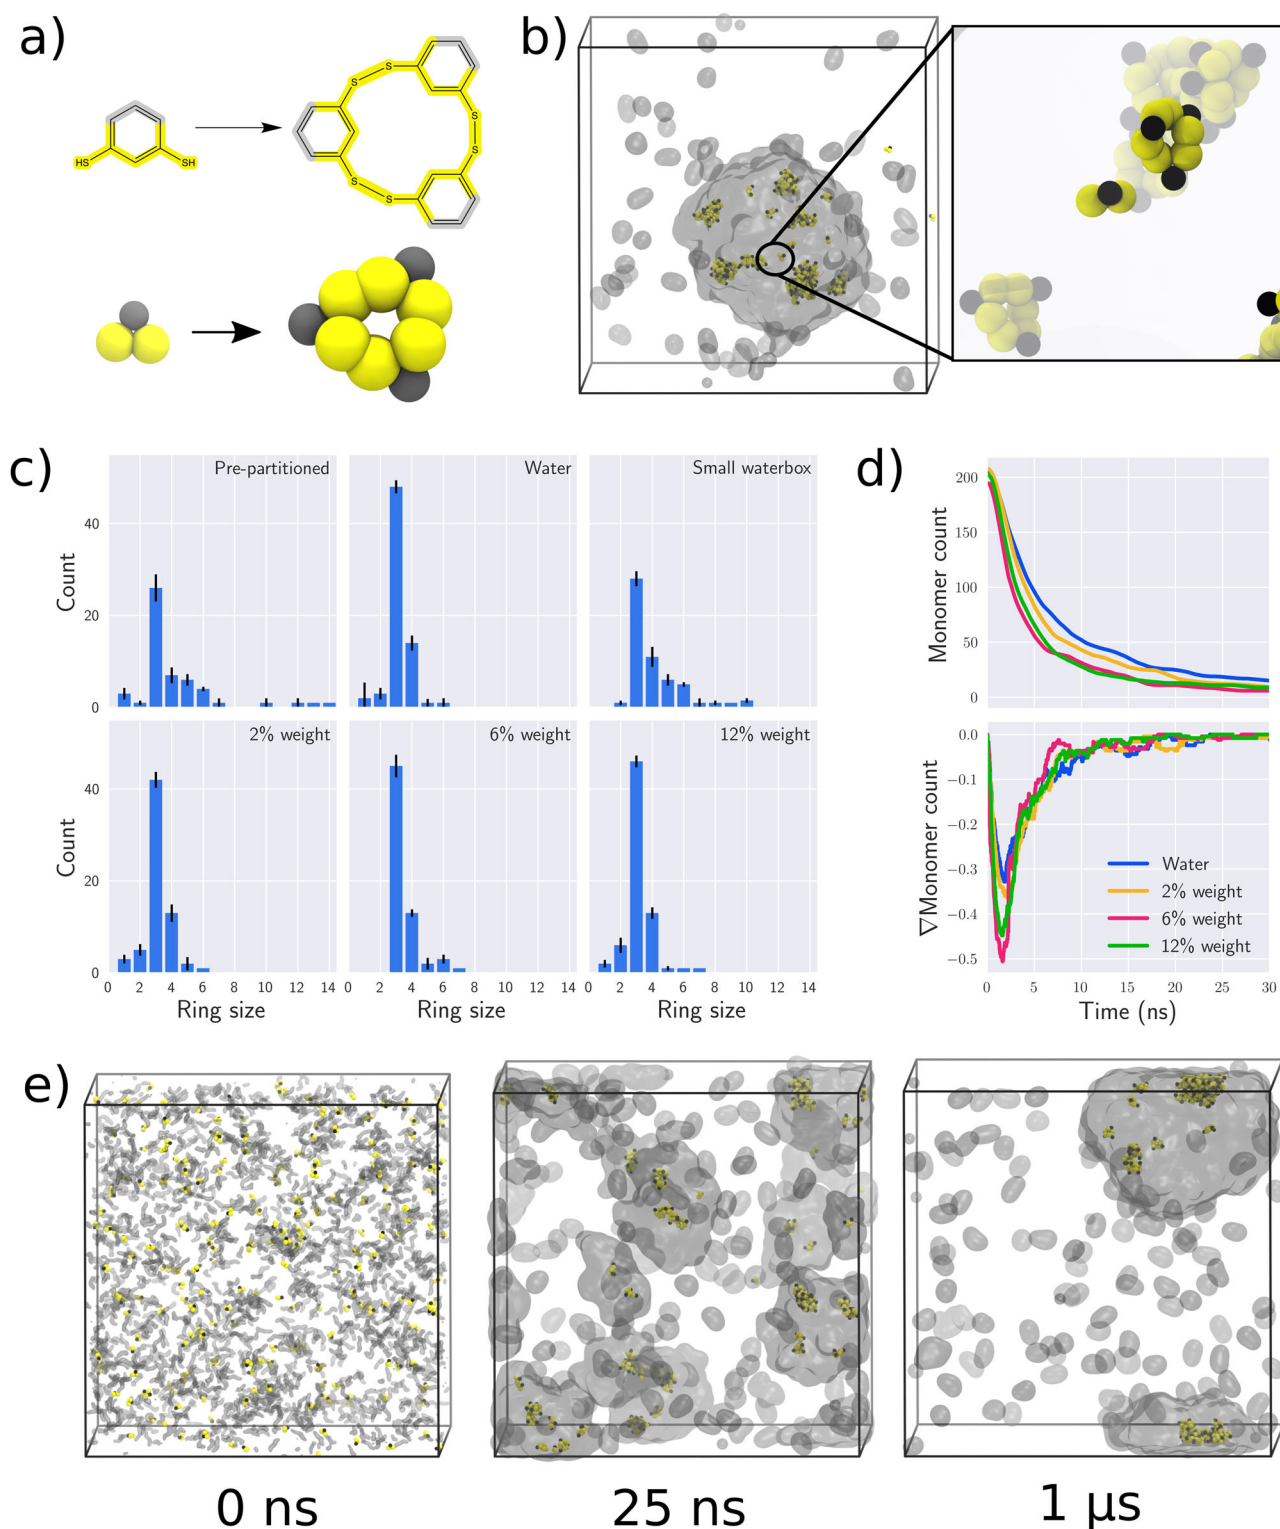 a)
HS
SH
S
S
S
S
S
S
b)
c)
Pre-partitioned
Water
Small waterbox
Count
40
20
0
2% weight
6% weight
12% weight
Count
40
20
0
0 2 4 6 8 10 12 14
0 2 4 6 8 10 12 14
0 2 4 6 8 10 12 14
Ring size
Ring size
Ring size
d)
Monomer count
200
150
100
50
0
∇Monomer count
0.0
−0.1
−0.2
−0.3
−0.4
−0.5
Water
2% weight
6% weight
12% weight
0 5 10 15 20 25 30
Time (ns)
e)
0 ns
25 ns
1 μs